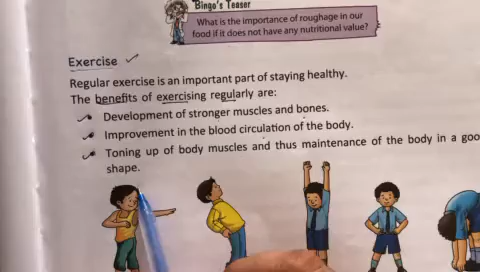 Bingo's Teaser
What is the importance of roughage in our
food if it does not have any nutritional value?
Exercise
Regular exercise is an important part of staying healthy.
The benefits of exercising regularly are:
Development of stronger muscles and bones.
Improvement in the blood circulation of the body.
Toning up of body muscles and thus maintenance of the body in a goo
shape.